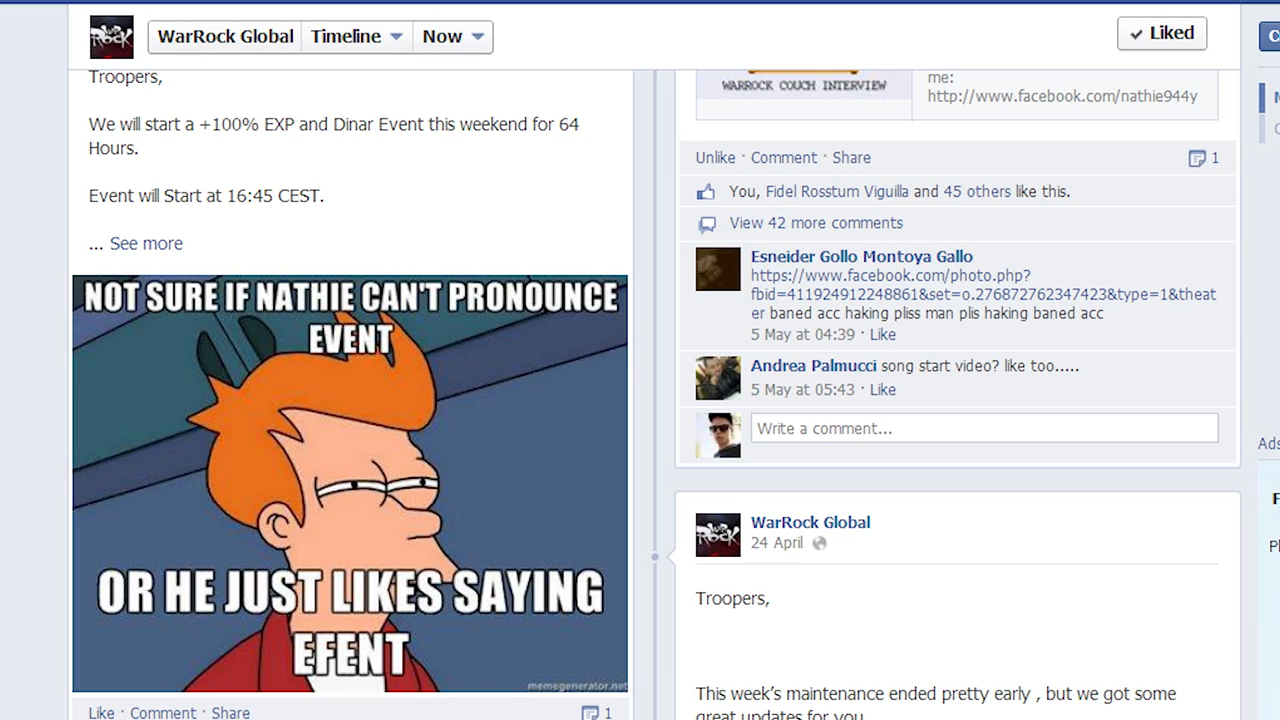 WarRock Global
Timeline
Now
Liked
Troopers,
We will start a +100% EXP and Dinar Event this weekend for 64
Hours.
Event will Start at 16:45 CEST.
... See more
NOT SURE IF NATHIE CAN'T PRONOUNCE
EVENT
OR HE JUST LIKES SAYING
EFENT
memegenerator.net
Like · Comment · Share
1
WARROCK COUCH INTERVIEW
me:
http://www.facebook.com/nathie944y
Unlike · Comment · Share
1
You, Fidel Rosstum Viguilla and 45 others like this.
View 42 more comments
Esneider Gollo Montoya Gallo
https://www.facebook.com/photo.php?
fbid=411924912248861&set=o.276872762347423&type=1&theat
er baned acc haking pliss man plis haking baned acc
5 May at 04:39 · Like
Andrea Palmucci song start video? like too.....
5 May at 05:43 · Like
Write a comment...
WAR ROCK
WarRock Global
24 April
Troopers,
This week's maintenance ended pretty early , but we got some
great updates for you
Ads